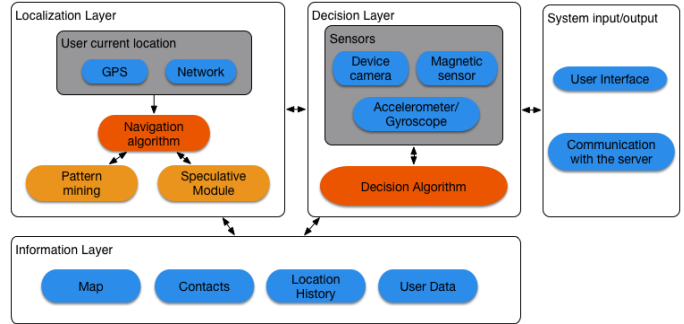 Localization Layer
User current location
GPS
Network
Navigation
algorithm
Pattern
mining
Speculative
Module
Decision Layer
Sensors
Device
camera
Magnetic
sensor
Accelerometer/
Gyroscope
Decision Algorithm
System input/output
User Interface
Communication
with the server
Information Layer
Map
Contacts
Location
History
User Data